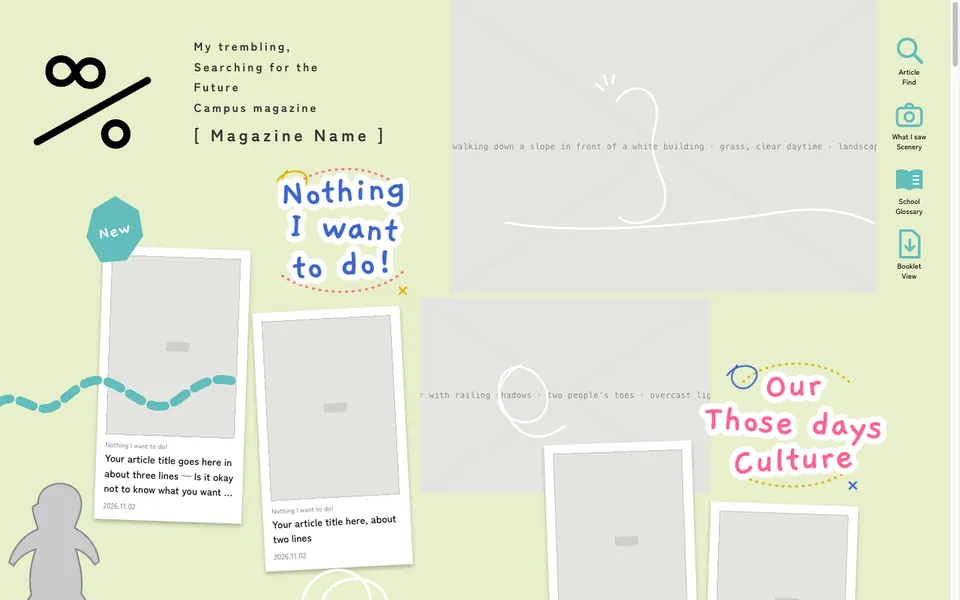 My trembling,
Searching for the
Future
Campus magazine
[ Magazine Name ]
walking down a slope in front of a white building · grass, clear daytime · landscap
Article
Find
What I saw
Scenery
School
Glossary
Booklet
View
Nothing
I want
to do!
New
Nothing I want to do!
Your article title goes here in
about three lines — Is it okay
not to know what you want ...
2026.11.02
Nothing I want to do!
Your article title here, about
two lines
2026.11.02
with railing shadows · two people's toes · overcast lig
Our
Those days
Culture